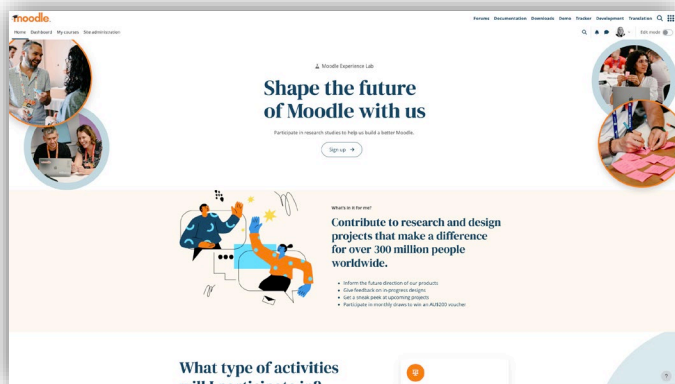 moodle.
Forums Documentation Downloads Demo Tracker Development Translation
Home Dashboard My courses Site administration
Edit mode
Moodle Experience Lab
Shape the future
of Moodle with us
Participate in research studies to help us build a better Moodle.
Sign up →
What's in it for me?
Contribute to research and design
projects that make a difference
for over 300 million people
worldwide.
• Inform the future direction of our products
• Give feedback on in-progress designs
• Get a sneak peek at upcoming projects
• Participate in monthly draws to win an AU$200 voucher
What type of activities
will I participate in?
?